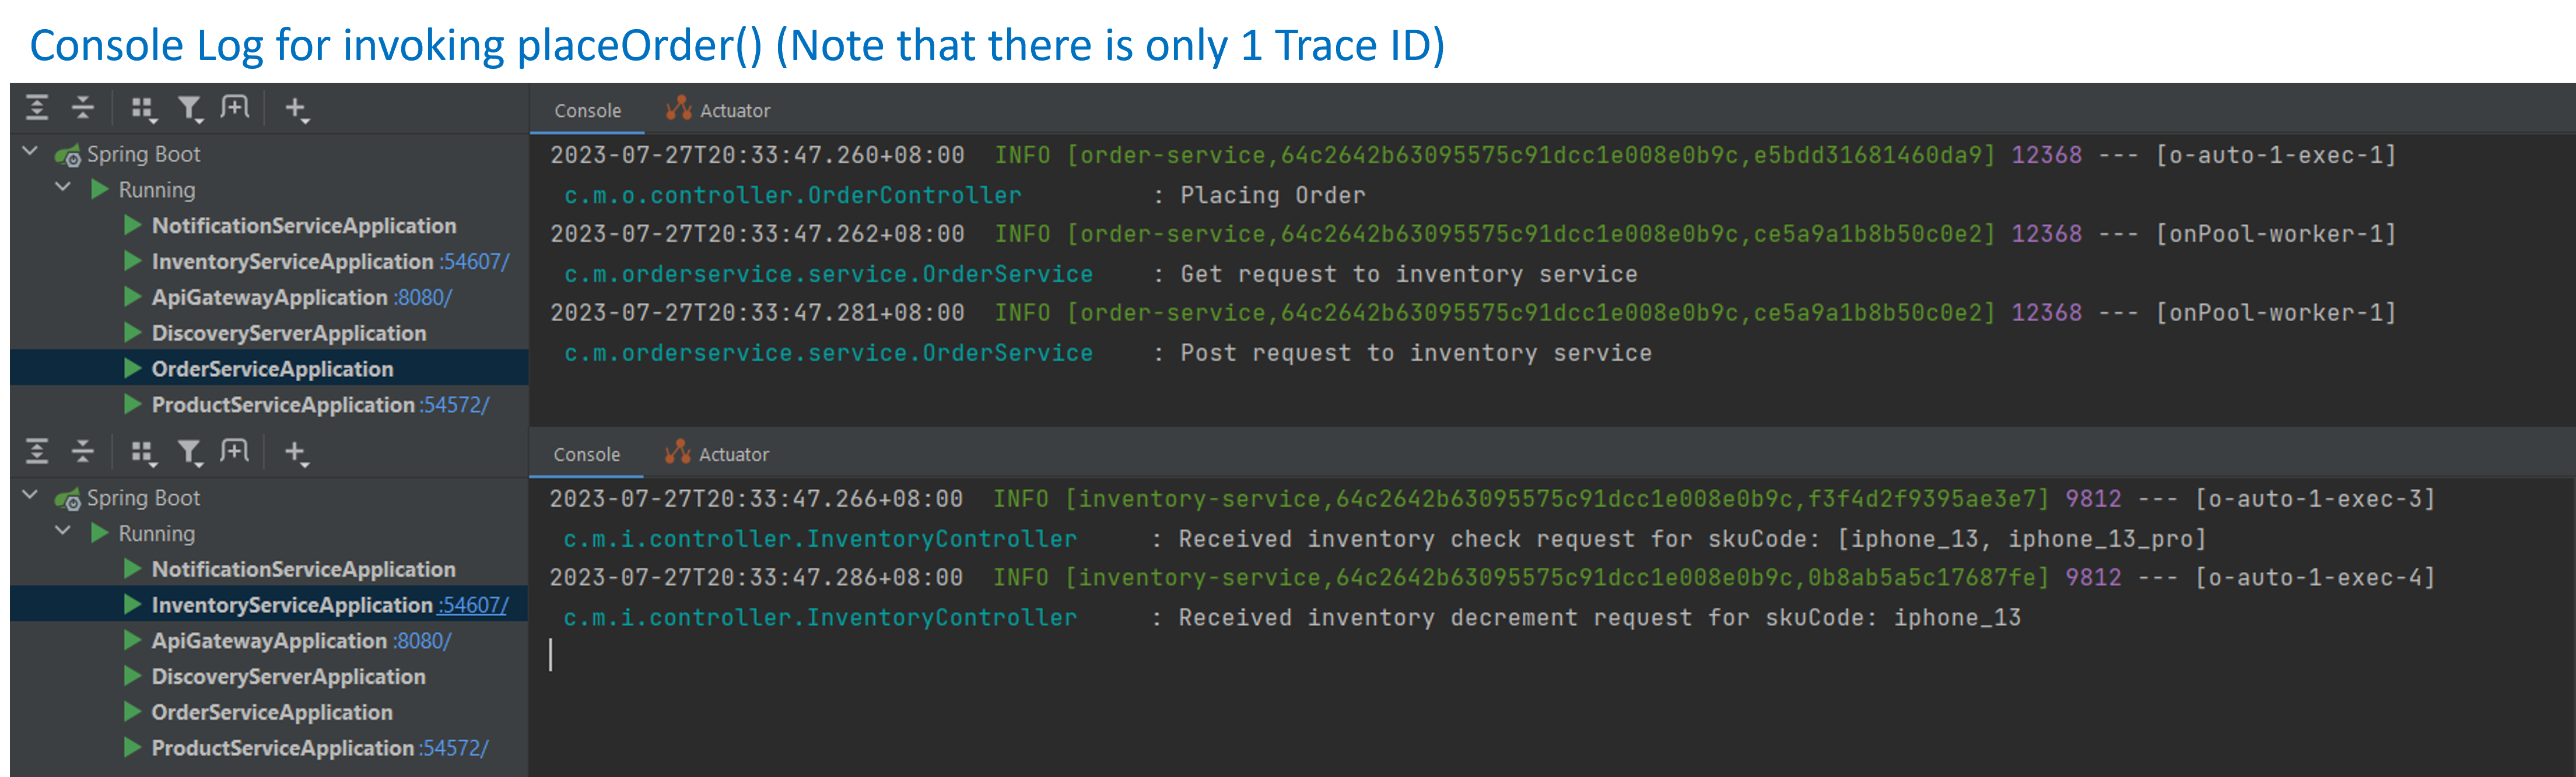 Console Log for invoking placeOrder() (Note that there is only 1 Trace ID)
Console Actuator
Spring Boot
Running
NotificationServiceApplication
InventoryServiceApplication :54607/
ApiGatewayApplication :8080/
DiscoveryServerApplication
OrderServiceApplication
ProductServiceApplication :54572/
2023-07-27T20:33:47.260+08:00  INFO [order-service,64c2642b63095575c91dcc1e008e0b9c,e5bdd31681460da9] 12368 --- [o-auto-1-exec-1]
c.m.o.controller.OrderController : Placing Order
2023-07-27T20:33:47.262+08:00  INFO [order-service,64c2642b63095575c91dcc1e008e0b9c,ce5a9a1b8b50c0e2] 12368 --- [onPool-worker-1]
c.m.orderservice.service.OrderService : Get request to inventory service
2023-07-27T20:33:47.281+08:00  INFO [order-service,64c2642b63095575c91dcc1e008e0b9c,ce5a9a1b8b50c0e2] 12368 --- [onPool-worker-1]
c.m.orderservice.service.OrderService : Post request to inventory service
Console Actuator
Spring Boot
Running
NotificationServiceApplication
InventoryServiceApplication :54607/
ApiGatewayApplication :8080/
DiscoveryServerApplication
OrderServiceApplication
ProductServiceApplication :54572/
2023-07-27T20:33:47.266+08:00  INFO [inventory-service,64c2642b63095575c91dcc1e008e0b9c,f3f4d2f9395ae3e7] 9812 --- [o-auto-1-exec-3]
c.m.i.controller.InventoryController : Received inventory check request for skuCode: [iphone_13, iphone_13_pro]
2023-07-27T20:33:47.286+08:00  INFO [inventory-service,64c2642b63095575c91dcc1e008e0b9c,0b8ab5a5c17687fe] 9812 --- [o-auto-1-exec-4]
c.m.i.controller.InventoryController : Received inventory decrement request for skuCode: iphone_13